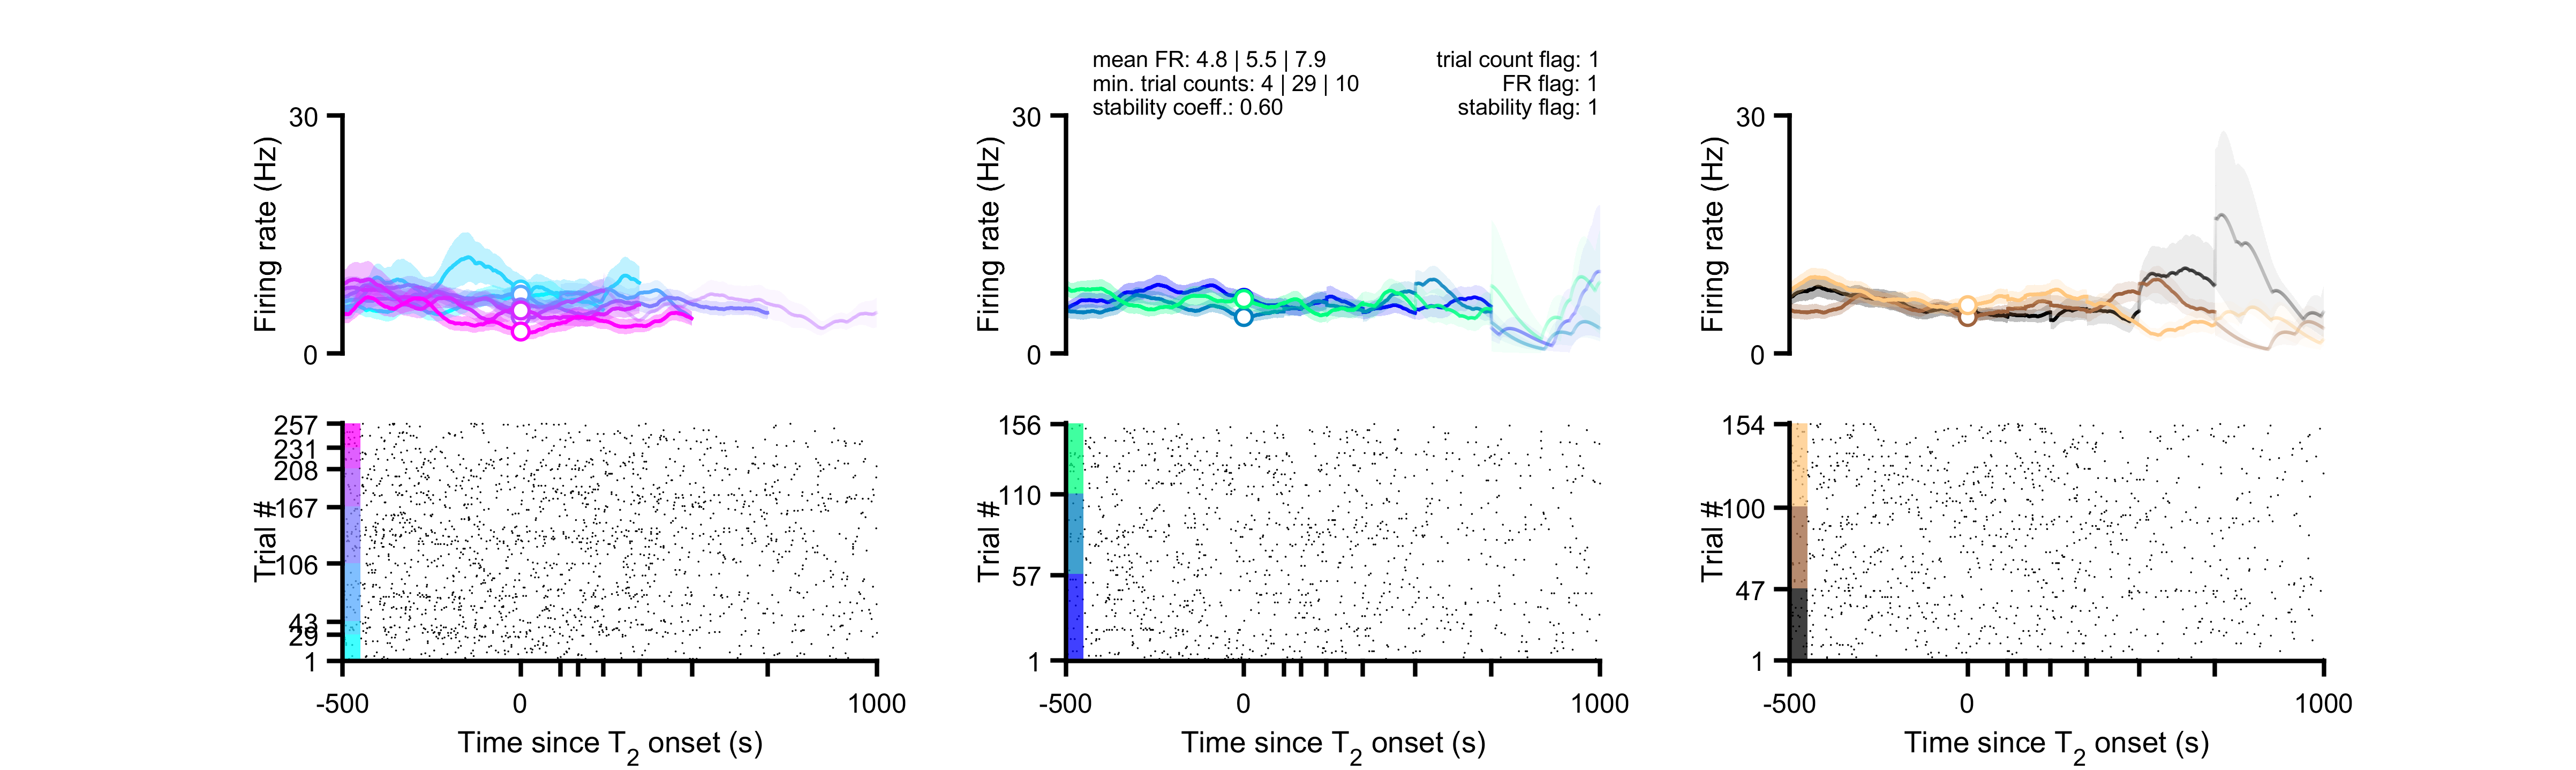 mean FR: 4.8 | 5.5 | 7.9
min. trial counts: 4 | 29 | 10
stability coeff.: 0.60
trial count flag: 1
FR flag: 1
stability flag: 1
30
0
Firing rate (Hz)
30
0
Firing rate (Hz)
30
0
Firing rate (Hz)
257
231
208
167
106
43
29
1
Trial #
-500
0
1000
Time since T2 onset (s)
156
110
57
1
Trial #
-500
0
1000
Time since T2 onset (s)
154
100
47
1
Trial #
-500
0
1000
Time since T2 onset (s)